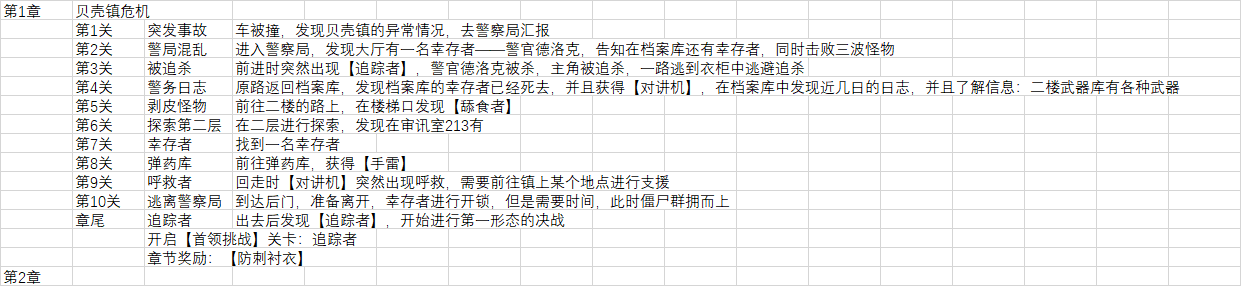 第1章 贝壳镇危机
第1关 突发事故 车被撞，发现贝壳镇的异常情况，去警察局汇报
第2关 警局混乱 进入警察局，发现大厅有一名幸存者——警官德洛克，告知在档案库还有幸存者，同时击败三波怪物
第3关 被追杀 前进时突然出现【追踪者】，警官德洛克被杀，主角被追杀，一路逃到衣柜中逃避追杀
第4关 警务日志 原路返回档案库，发现档案库的幸存者已经死去，并且获得【对讲机】，在档案库中发现近几日的日志，并且了解信息：二楼武器库有各种武器
第5关 剥皮怪物 前往二楼的路上，在楼梯口发现【舔食者】
第6关 探索第二层 在二层进行探索，发现在审讯室213有
第7关 幸存者 找到一名幸存者
第8关 弹药库 前往弹药库，获得【手雷】
第9关 呼救者 回走时【对讲机】突然出现呼救，需要前往镇上某个地点进行支援
第10关 逃离警察局 到达后门，准备离开，幸存者进行开锁，但是需要时间，此时僵尸群拥而上
章尾 追踪者 出去后发现【追踪者】，开始进行第一形态的决战
开启【首领挑战】关卡：追踪者
章节奖励：【防刺衬衣】
第2章